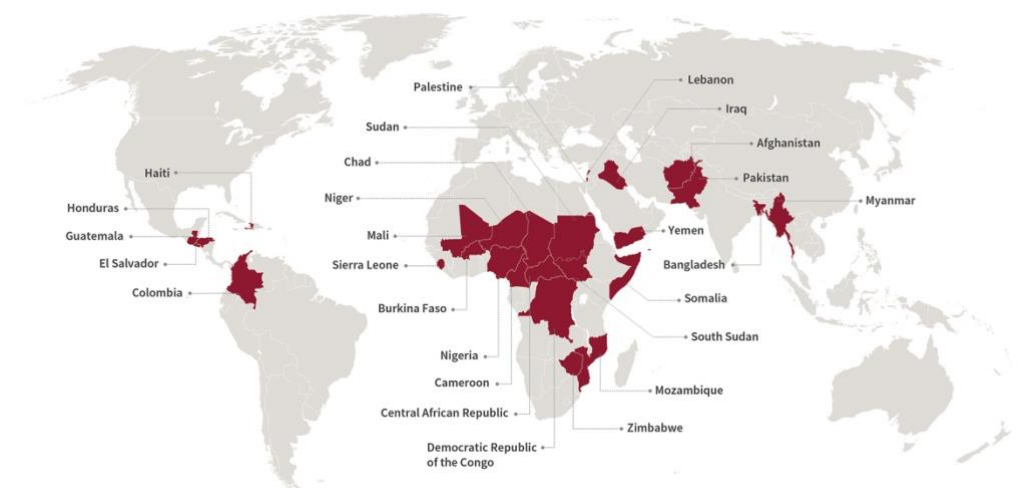 Palestine
Lebanon
Iraq
Sudan
Afghanistan
Chad
Haiti
Pakistan
Niger
Myanmar
Honduras
Yemen
Guatemala
Mali
El Salvador
Sierra Leone
Bangladesh
Colombia
Somalia
Burkina Faso
South Sudan
Nigeria
Cameroon
Mozambique
Central African Republic
Zimbabwe
Democratic Republic
of the Congo